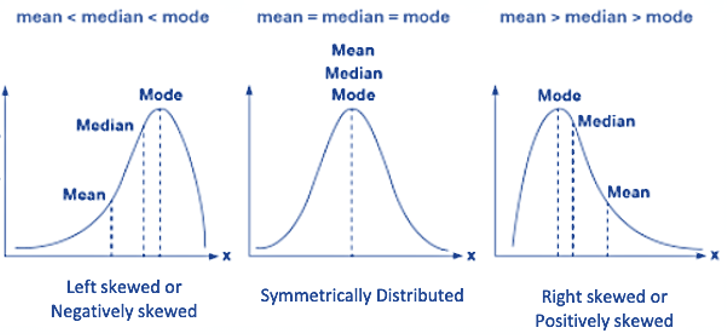 mean < median < mode
Mode
Median
Mean
x
Left skewed or
Negatively skewed
mean = median = mode
Mean
Median
Mode
x
Symmetrically Distributed
mean > median > mode
Mode
Median
Mean
x
Right skewed or
Positively skewed